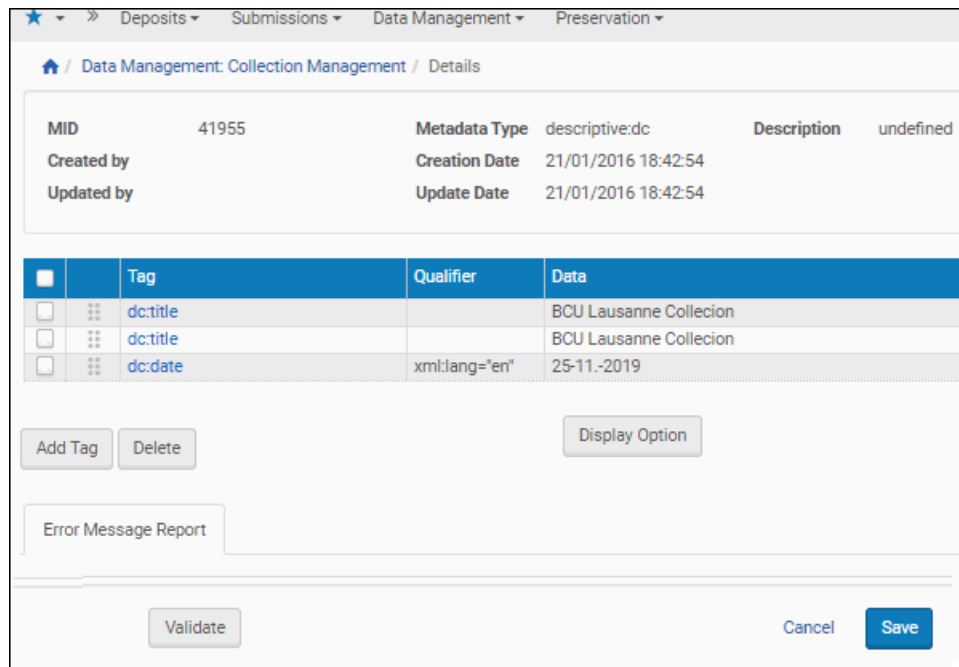 » Deposits Submissions Data Management Preservation
/ Data Management: Collection Management / Details
MID 41955 Metadata Type descriptive:dc Description undefined
Created by Creation Date 21/01/2016 18:42:54
Updated by Update Date 21/01/2016 18:42:54
Tag Qualifier Data
dc:title BCU Lausanne Collecion
dc:title BCU Lausanne Collecion
dc:date xml:lang="en" 25-11.-2019
Add Tag Delete Display Option
Error Message Report
Validate Cancel Save